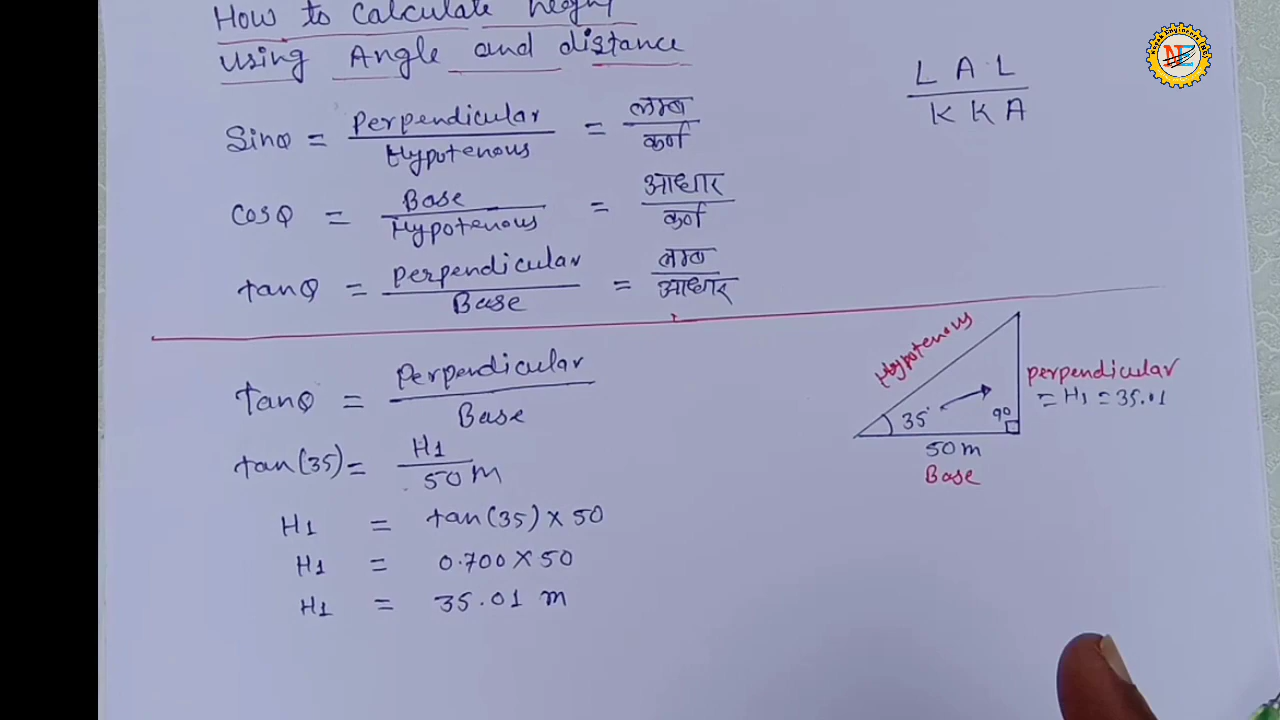 How to calculate height
using Angle and distance
L A L
K K A
Sinθ = Perpendicular / Hypotenous = लम्ब / कर्ण
cosθ = Base / Hypotenous = आधार / कर्ण
tanθ = Perpendicular / Base = लम्ब / आधार
tanθ = Perpendicular / Base
tan(35) = H1 / 50 m
H1 = tan(35) × 50
H1 = 0.700 × 50
H1 = 35.01 m
Hypotenous
perpendicular
= H1 = 35.01
35°
90
50 m
Base
NE